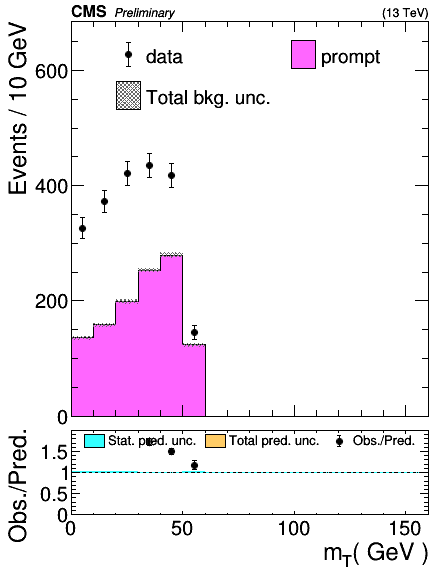 CMS Preliminary (13 TeV)
data prompt
Total bkg. unc.
Events / 10 GeV
600
400
200
0
Stat. pred. unc. Total pred. unc. Obs./Pred.
Obs./Pred.
1.5
1
0.5
0
0 50 100 150
m_T( GeV )